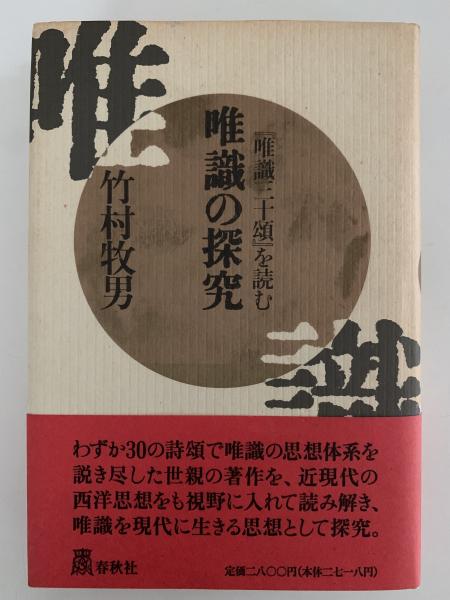 唯
識
『唯識三十頌』を読む
唯識の探究
竹村牧男
わずか30の詩頌で唯識の思想体系を
説き尽した世親の著作を、近現代の
西洋思想をも視野に入れて読み解き、
唯識を現代に生きる思想として探究。
春秋社
定価二八〇〇円(本体二七一八円)